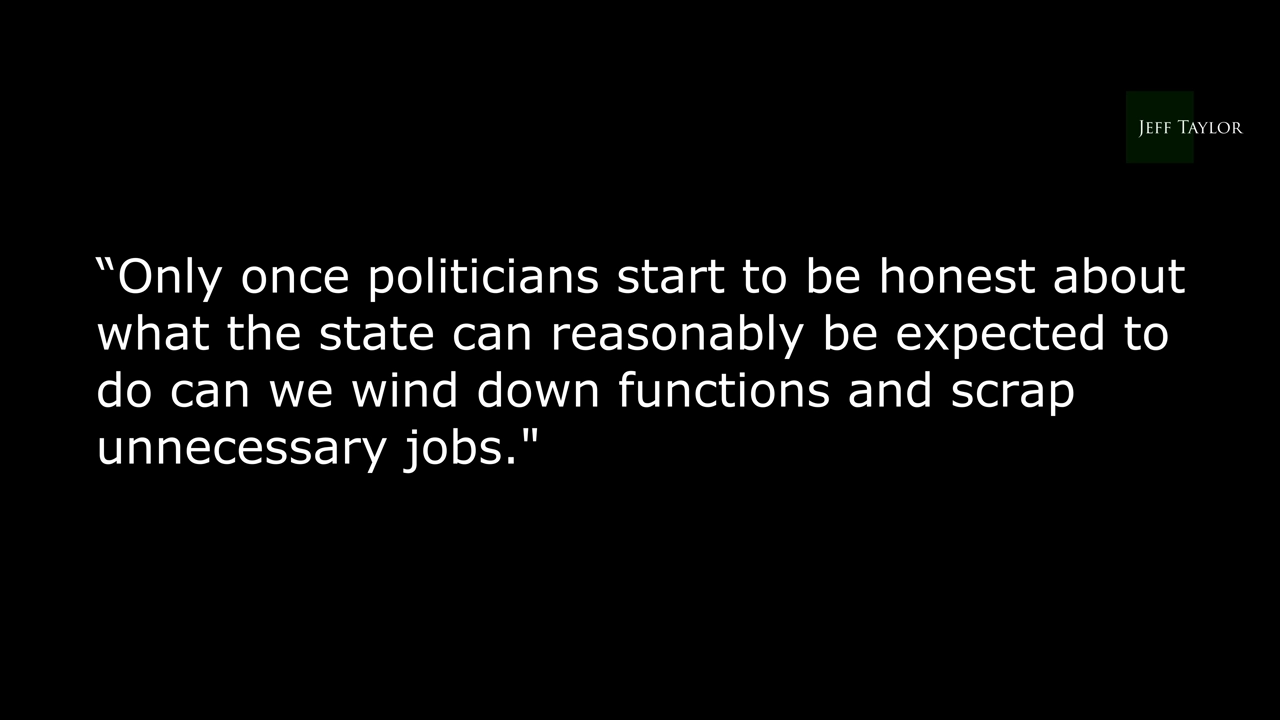 JEFF TAYLOR
“Only once politicians start to be honest about
what the state can reasonably be expected to
do can we wind down functions and scrap
unnecessary jobs."